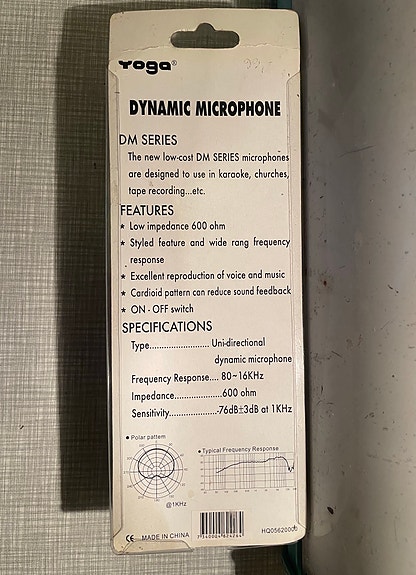 Yoga®
DYNAMIC MICROPHONE
DM SERIES
The new low-cost DM SERIES microphones
are designed to use in karaoke, churches,
tape recording...etc.
FEATURES
★ Low impedance 600 ohm
★ Styled feature and wide rang frequency
response
★ Excellent reproduction of voice and music
★ Cardioid pattern can reduce sound feedback
★ ON - OFF switch
SPECIFICATIONS
Type........................ Uni-directional
dynamic microphone
Frequency Response.... 80~16KHz
Impedance...................600 ohm
Sensitivity...................-76dB±3dB at 1KHz
● Polar pattern
● Typical Frequency Response
@1KHz
CE MADE IN CHINA
7340004624264
HQ05620000